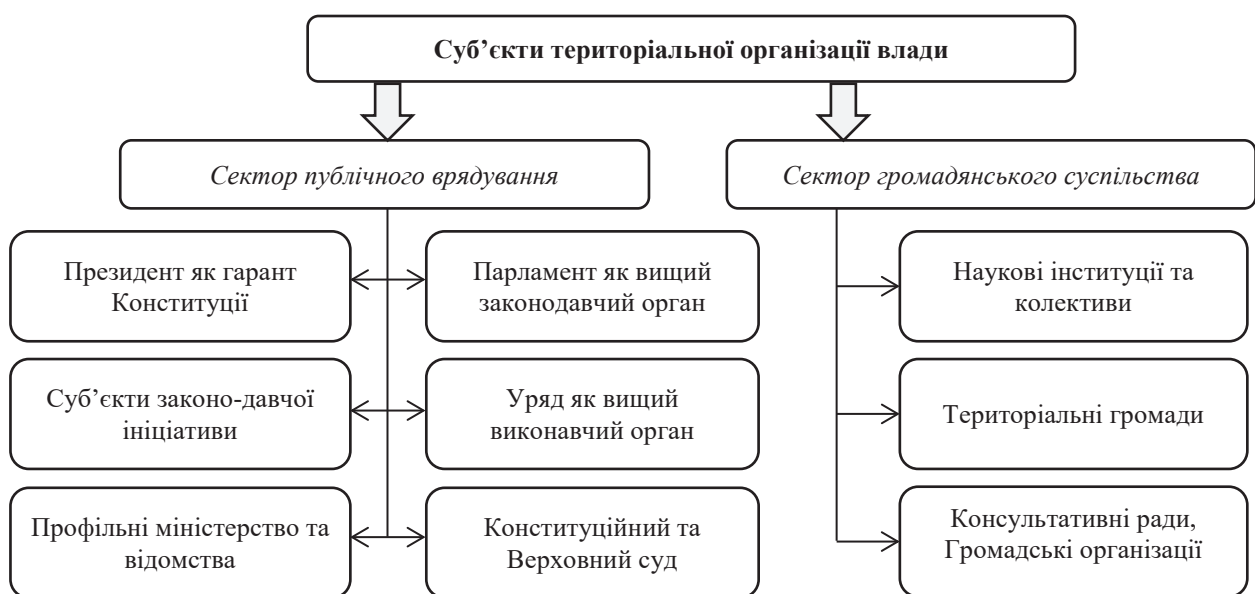 Суб’єкти територіальної організації влади
Сектор публічного врядування
Сектор громадянського суспільства
Президент як гарант
Конституції
Парламент як вищий
законодавчий орган
Наукові інституції та
колективи
Суб’єкти законо-давчої
ініціативи
Уряд як вищий
виконавчий орган
Територіальні громади
Профільні міністерство та
відомства
Конституційний та
Верховний суд
Консультативні ради,
Громадські організації